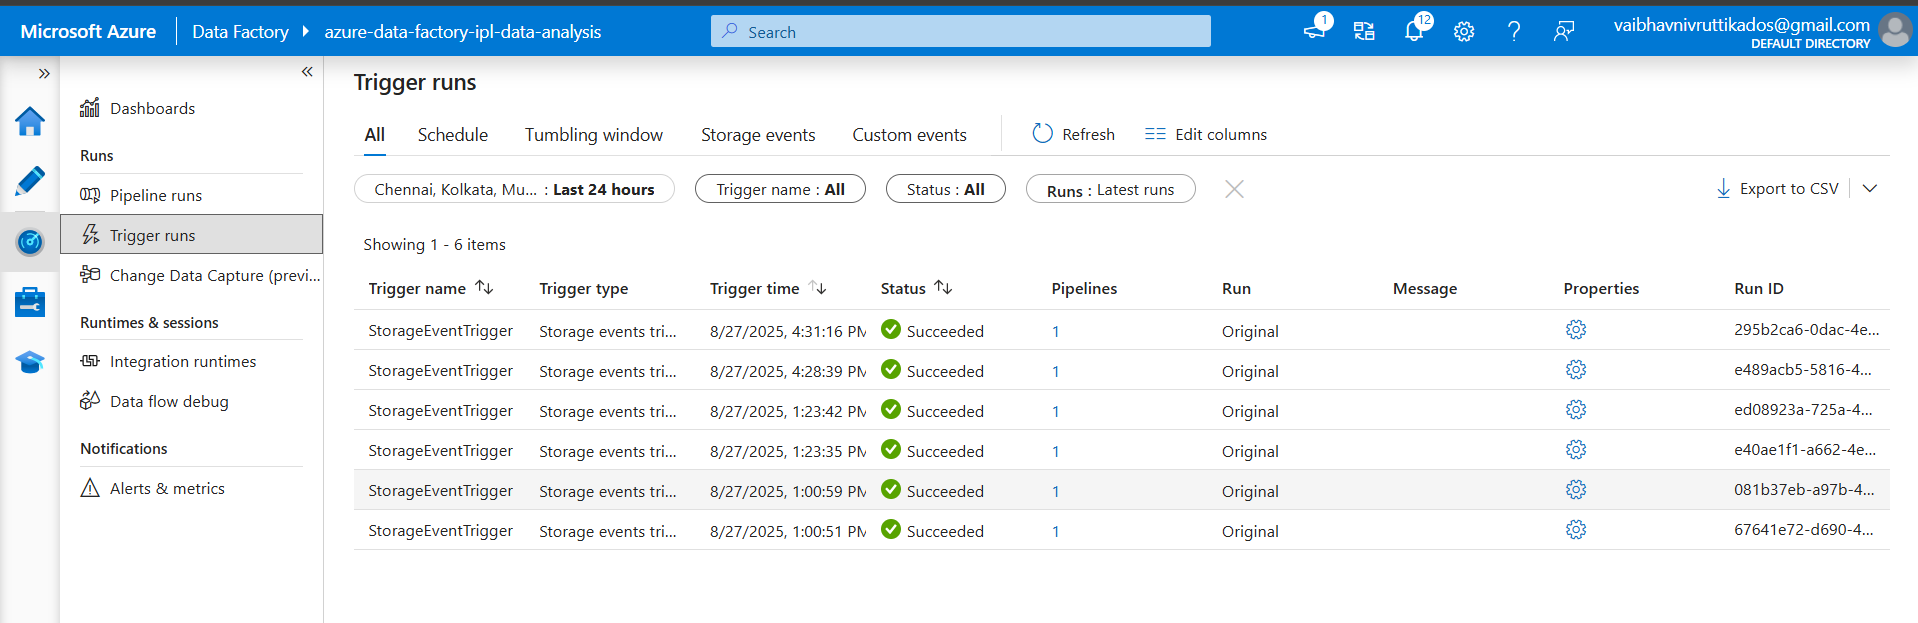 Microsoft Azure Data Factory azure-data-factory-ipl-data-analysis Search 1 12 vaibhavnivruttikados@gmail.com
DEFAULT DIRECTORY
Dashboards
Runs
Pipeline runs
Trigger runs
Change Data Capture (previ...
Runtimes & sessions
Integration runtimes
Data flow debug
Notifications
Alerts & metrics
Trigger runs
All Schedule Tumbling window Storage events Custom events Refresh Edit columns
Chennai, Kolkata, Mu... : Last 24 hours Trigger name : All Status : All Runs : Latest runs Export to CSV
Showing 1 - 6 items
Trigger name Trigger type Trigger time Status Pipelines Run Message Properties Run ID
StorageEventTrigger Storage events tri... 8/27/2025, 4:31:16 PM Succeeded 1 Original 295b2ca6-0dac-4e...
StorageEventTrigger Storage events tri... 8/27/2025, 4:28:39 PM Succeeded 1 Original e489acb5-5816-4...
StorageEventTrigger Storage events tri... 8/27/2025, 1:23:42 PM Succeeded 1 Original ed08923a-725a-4...
StorageEventTrigger Storage events tri... 8/27/2025, 1:23:35 PM Succeeded 1 Original e40ae1f1-a662-4e...
StorageEventTrigger Storage events tri... 8/27/2025, 1:00:59 PM Succeeded 1 Original 081b37eb-a97b-4...
StorageEventTrigger Storage events tri... 8/27/2025, 1:00:51 PM Succeeded 1 Original 67641e72-d690-4...